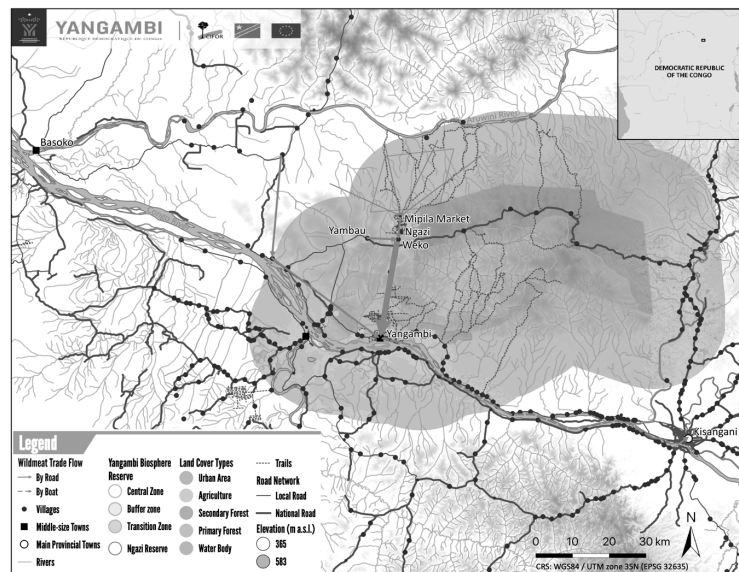 YANGAMBI
RÉPUBLIQUE DÉMOCRATIQUE DU CONGO
CIFOR
DEMOCRATIC REPUBLIC
OF THE CONGO
Basoko
Mipila Market
Ngazi
Yambau
Weko
Yangambi
Kisangani
Legend
Wildmeat Trade Flow
By Road
By Boat
Villages
Middle-size Towns
Main Provincial Towns
Rivers
Yangambi Biosphere
Reserve
Central Zone
Buffer zone
Transition Zone
Ngazi Reserve
Land Cover Types
Urban Area
Agriculture
Secondary Forest
Primary Forest
Water Body
Trails
Road Network
Local Road
National Road
Elevation (m a.s.l.)
365
583
N
0 10 20 30 km
CRS: WGS84 / UTM zone 35N (EPSG 32635)